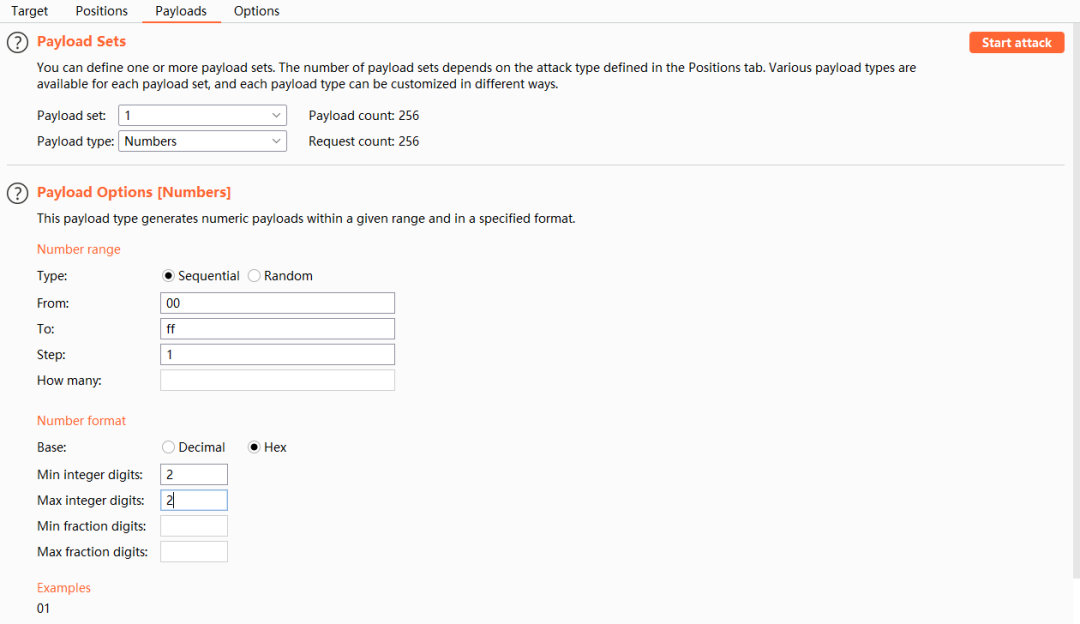 Target Positions Payloads Options
? Payload Sets Start attack
You can define one or more payload sets. The number of payload sets depends on the attack type defined in the Positions tab. Various payload types are
available for each payload set, and each payload type can be customized in different ways.
Payload set: 1 Payload count: 256
Payload type: Numbers Request count: 256
? Payload Options [Numbers]
This payload type generates numeric payloads within a given range and in a specified format.
Number range
Type: Sequential Random
From: 00
To: ff
Step: 1
How many:
Number format
Base: Decimal Hex
Min integer digits: 2
Max integer digits: 2
Min fraction digits:
Max fraction digits:
Examples
01